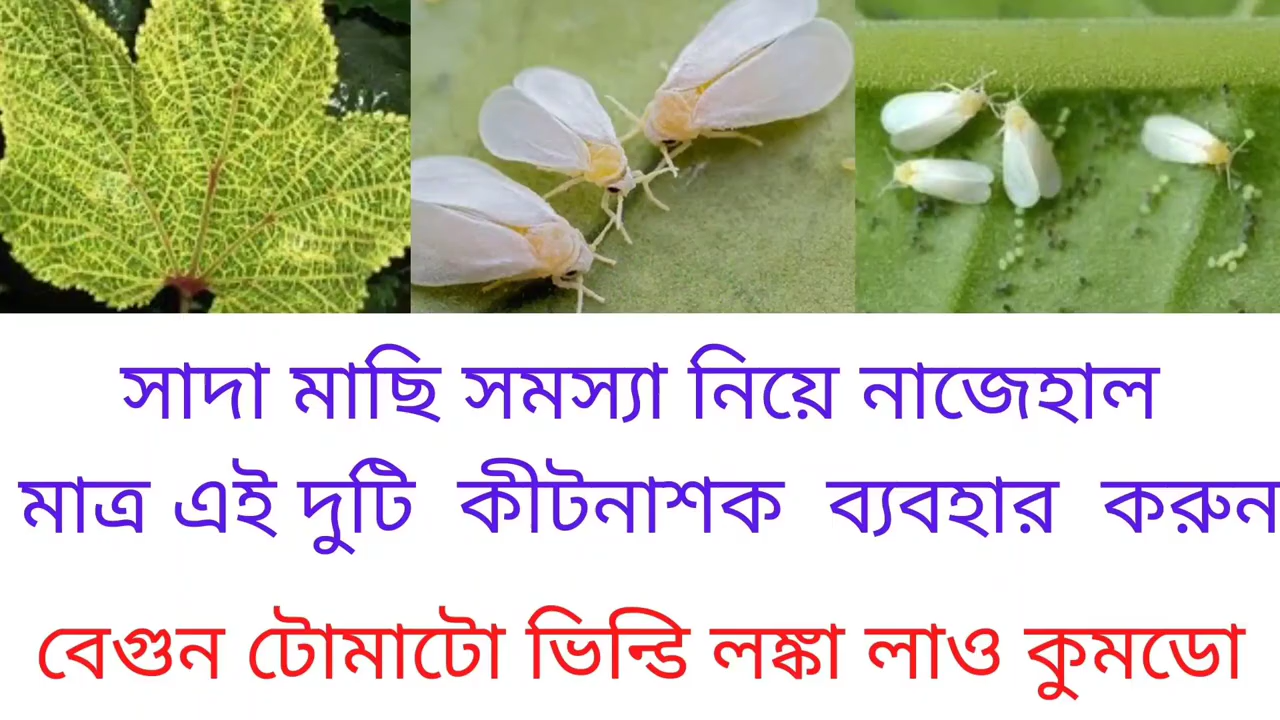 সাদা মাছি সমস্যা নিয়ে নাজেহাল
মাত্র এই দুটি কীটনাশক ব্যবহার করুন
বেগুন টোমাটো ভিন্ডি লঙ্কা লাও কুমডো